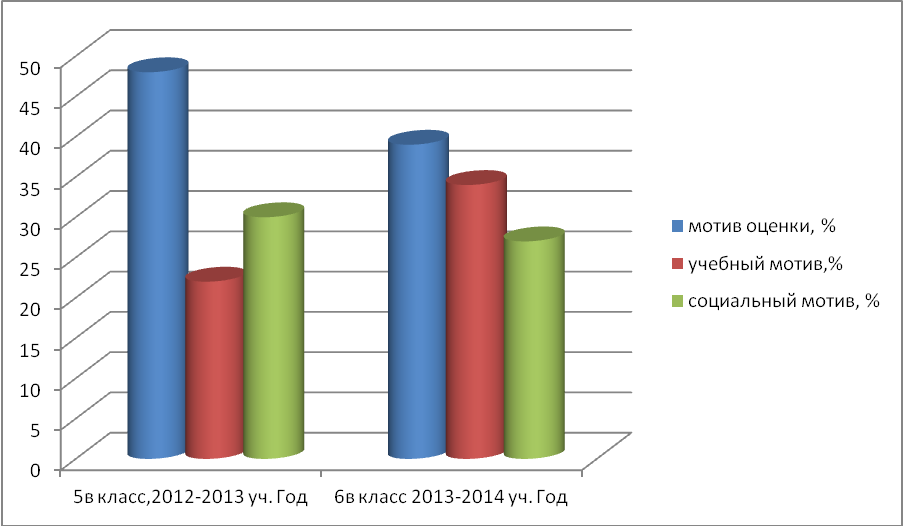 50
45
40
35
30
25
20
15
10
5
0
5в класс,2012-2013 уч. Год
6в класс 2013-2014 уч. Год
мотив оценки, %
учебный мотив,%
социальный мотив, %